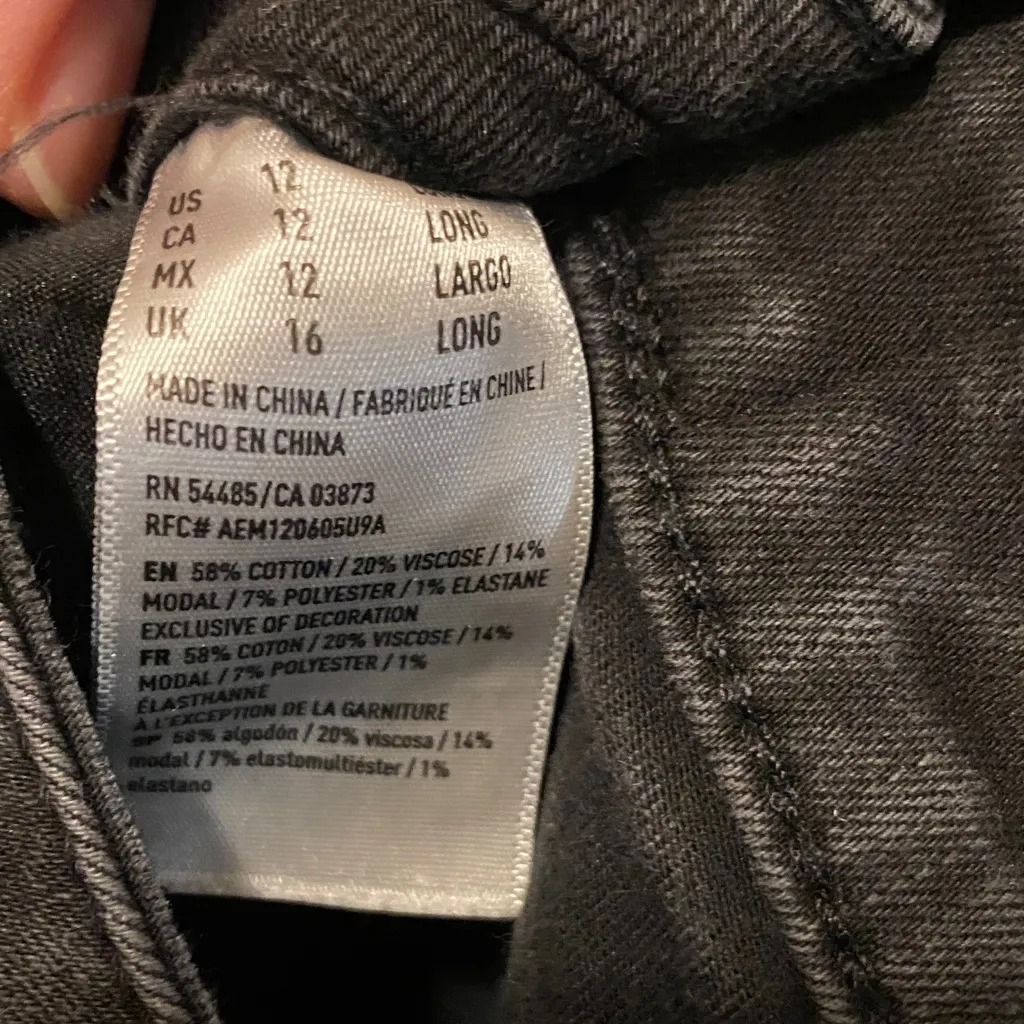 US 12
CA 12 LONG
MX 12 LARGO
UK 16 LONG
MADE IN CHINA / FABRIQUÉ EN CHINE /
HECHO EN CHINA
RN 54485/CA 03873
RFC# AEM120605U9A
EN 58% COTTON / 20% VISCOSE / 14%
MODAL / 7% POLYESTER / 1% ELASTANE
EXCLUSIVE OF DECORATION
FR 58% COTON / 20% VISCOSE / 14%
MODAL / 7% POLYESTER / 1%
ÉLASTHANNE
À L'EXCEPTION DE LA GARNITURE
SP 58% algodón / 20% viscosa / 14%
modal / 7% elastomultiéster / 1%
elastano